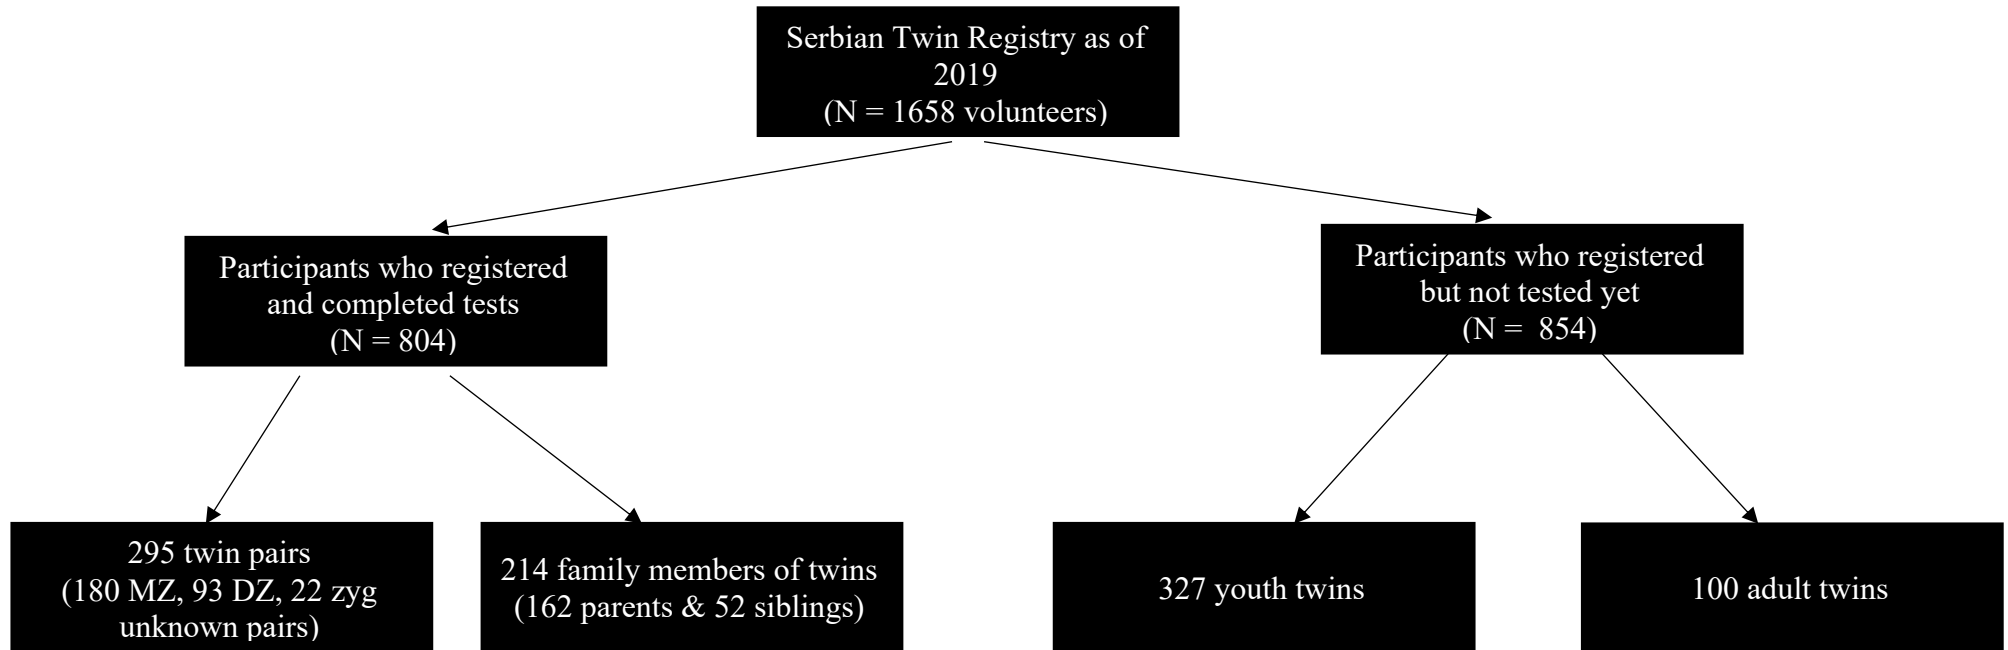 Serbian Twin Registry as of
2019
(N = 1658 volunteers)
Participants who registered
and completed tests
(N = 804)
Participants who registered
but not tested yet
(N =  854)
295 twin pairs
(180 MZ, 93 DZ, 22 zyg
unknown pairs)
214 family members of twins
(162 parents & 52 siblings)
327 youth twins
100 adult twins